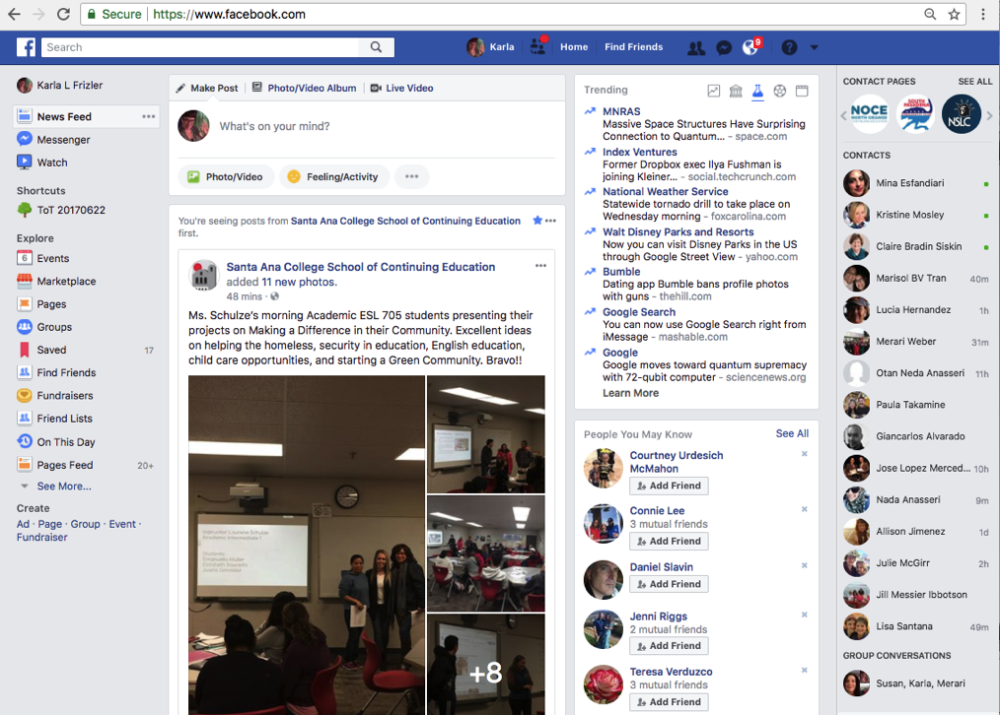 Secure https://www.facebook.com
Search
Karla
Home
Find Friends
9
Karla L Frizler
News Feed
Messenger
Watch
Shortcuts
ToT 20170622
Explore
6 Events
Marketplace
Pages
Groups
Saved 17
Find Friends
Fundraisers
Friend Lists
On This Day
Pages Feed 20+
See More...
Create
Ad · Page · Group · Event ·
Fundraiser
Make Post
Photo/Video Album
Live Video
What's on your mind?
Photo/Video
Feeling/Activity
You're seeing posts from Santa Ana College School of Continuing Education
first.
Santa Ana College School of Continuing Education
added 11 new photos.
48 mins ·
Ms. Schulze's morning Academic ESL 705 students presenting their
projects on Making a Difference in their Community. Excellent ideas
on helping the homeless, security in education, English education,
child care opportunities, and starting a Green Community. Bravo!!
Instructor Laurena Schulze
Academic Intermediate 1
Students:
+8
Trending
MNRAS
Massive Space Structures Have Surprising
Connection to Quantum... - space.com
Index Ventures
Former Dropbox exec Ilya Fushman is
joining Kleiner... - social.techcrunch.com
National Weather Service
Statewide tornado drill to take place on
Wednesday morning - foxcarolina.com
Walt Disney Parks and Resorts
Now you can visit Disney Parks in the US
through Google Street View - yahoo.com
Bumble
Dating app Bumble bans profile photos
with guns - thehill.com
Google Search
You can now use Google Search right from
iMessage - mashable.com
Google
Google moves toward quantum supremacy
with 72-qubit computer - sciencenews.org
Learn More
People You May Know See All
Courtney Urdesich
McMahon
Add Friend
Connie Lee
3 mutual friends
Add Friend
Daniel Slavin
Add Friend
Jenni Riggs
2 mutual friends
Add Friend
Teresa Verduzco
3 mutual friends
Add Friend
CONTACT PAGES SEE ALL
NOCE
NORTH ORANGE
SOUTH
PASADENA
NSLC
CONTACTS
Mina Esfandiari
Kristine Mosley
Claire Bradin Siskin
Marisol BV Tran 40m
Lucia Hernandez 1h
Merari Weber 31m
Otan Neda Anasseri 11h
Paula Takamine
Giancarlos Alvarado
Jose Lopez Merced... 10h
Nada Anasseri 9m
Allison Jimenez 1d
Julie McGirr 2h
Jill Messier Ibbotson
Lisa Santana 49m
GROUP CONVERSATIONS
Susan, Karla, Merari